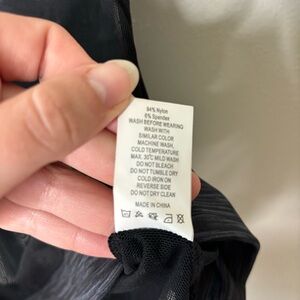 94% Nylon
6% Spandex
WASH BEFORE WEARING
WASH WITH
SIMILAR COLOR
MACHINE WASH,
COLD TEMPERATURE
MAX. 30℃ MILD WASH
DO NOT BLEACH
DO NOT TUMBLE DRY
COLD IRON ON
REVERSE SIDE
DO NOT DRY CLEAN
MADE IN CHINA